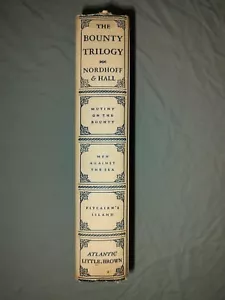 THE
BOUNTY
TRILOGY
NORDHOFF
& HALL
MUTINY
ON THE
BOUNTY
MEN
AGAINST
THE SEA
PITCAIRN'S
ISLAND
ATLANTIC
LITTLE, BROWN